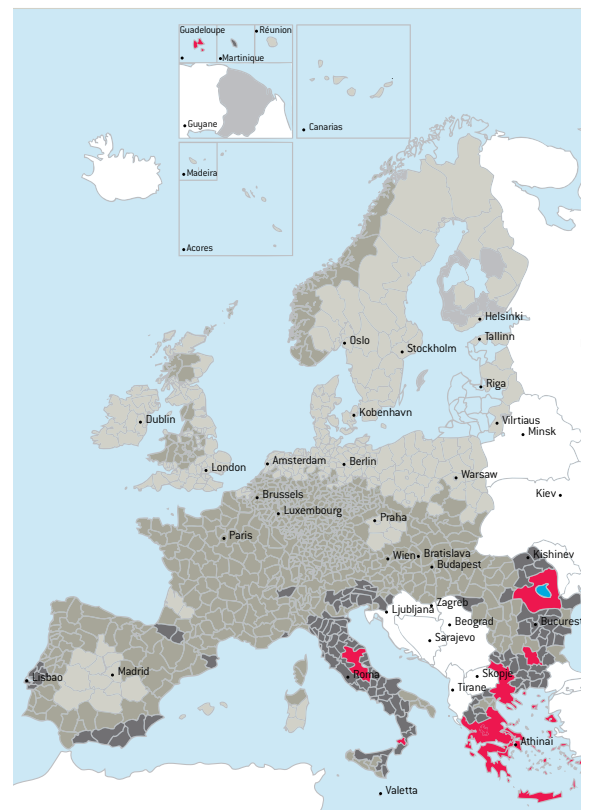 Guadeloupe
Réunion
Martinique
Guyane
Canarias
Madeira
Acores
Helsinki
Oslo
Tallinn
Stockholm
Riga
Kobenhavn
Dublin
Vilrtiaus
Minsk
London
Amsterdam
Berlin
Warsaw
Brussels
Kiev
Luxembourg
Praha
Paris
Wien
Bratislava
Kishinev
Budapest
Zagreb
Ljubljana
Beograd
Bucurest
Sarajevo
Madrid
Lisbao
Roina
Skopje
Tirane
Athinai
Valetta